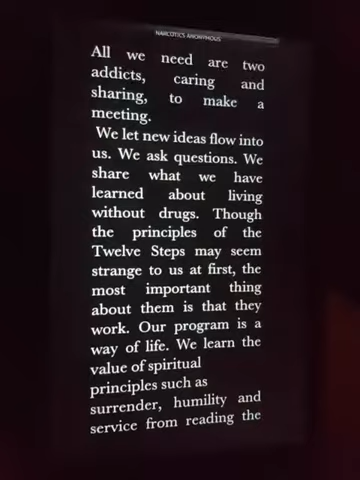 NARCOTICS ANONYMOUS
All we need are two
addicts, caring and
sharing, to make a
meeting.
We let new ideas flow into
us. We ask questions. We
share what we have
learned about living
without drugs. Though
the principles of the
Twelve Steps may seem
strange to us at first, the
most important thing
about them is that they
work. Our program is a
way of life. We learn the
value of spiritual
principles such as
surrender, humility and
service from reading the